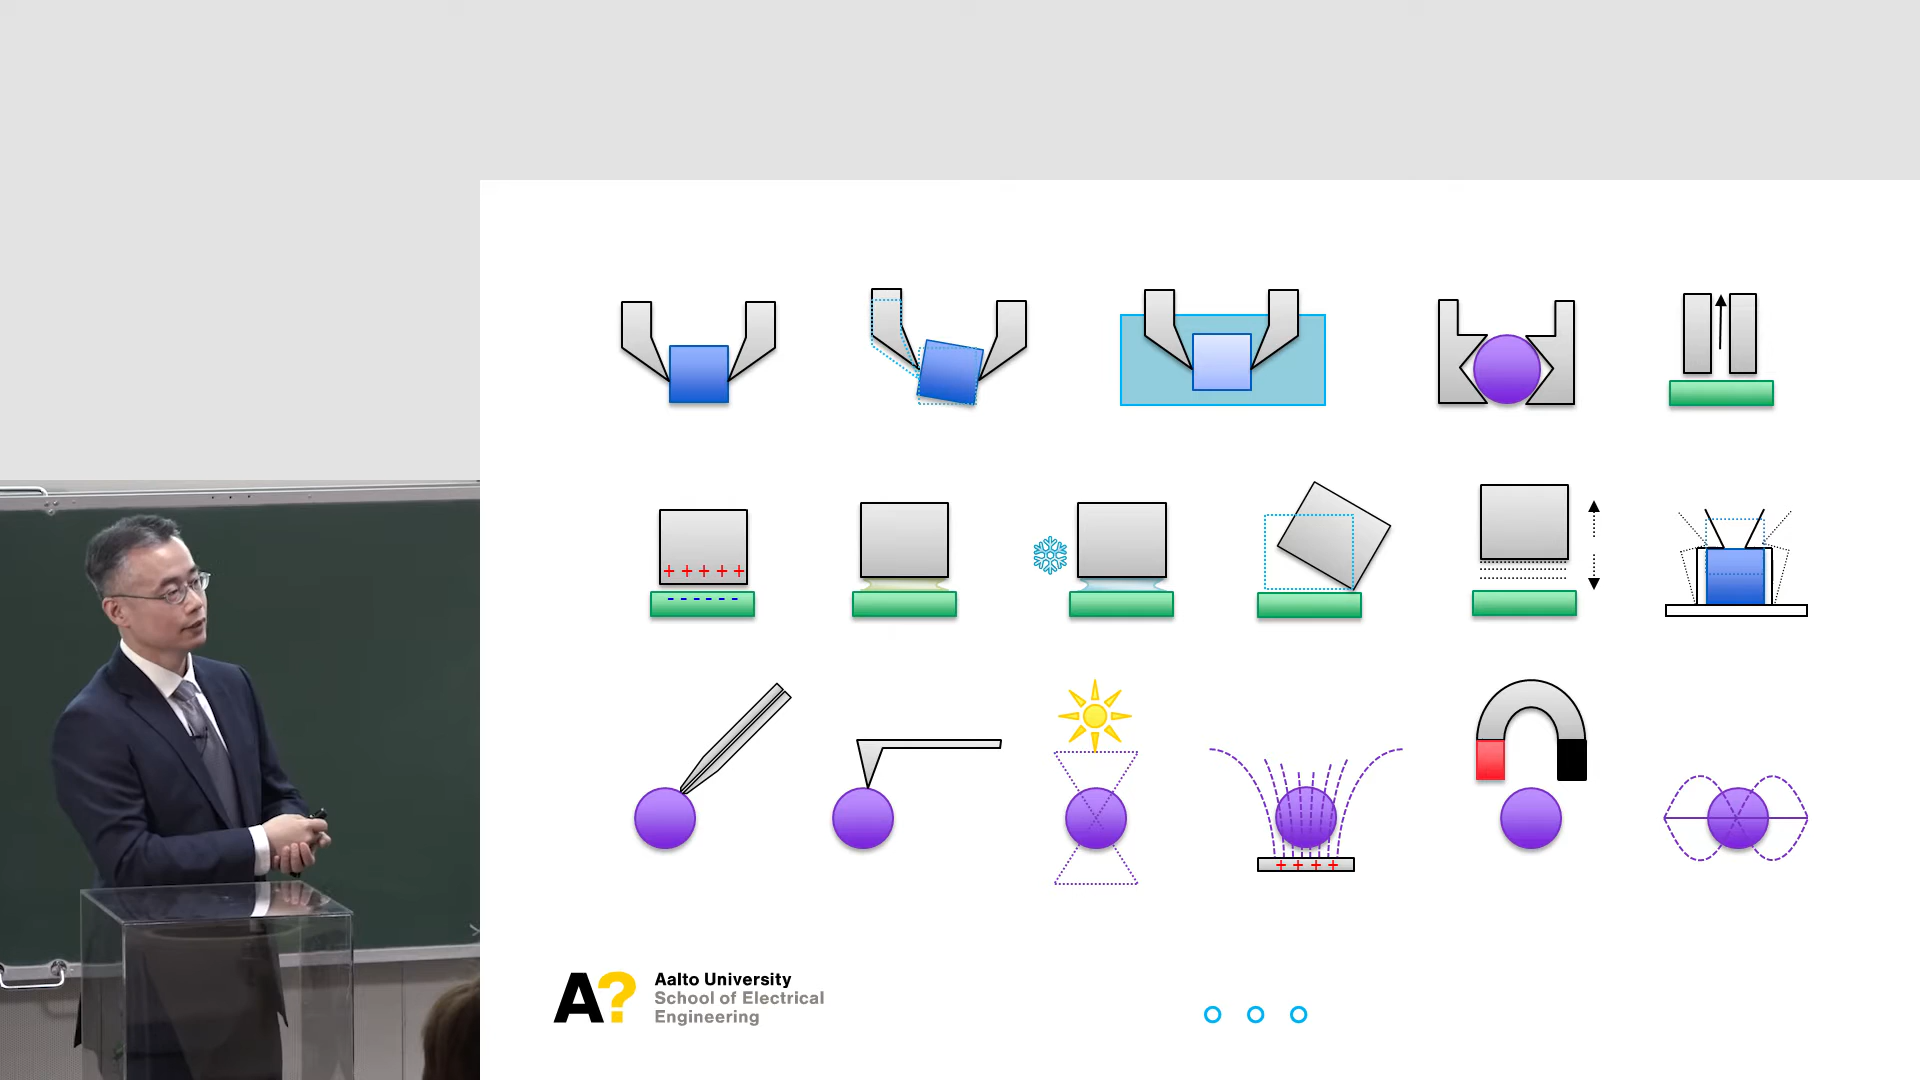 + + + + +
- - - - - -
+ + + +
A?
Aalto University
School of Electrical
Engineering